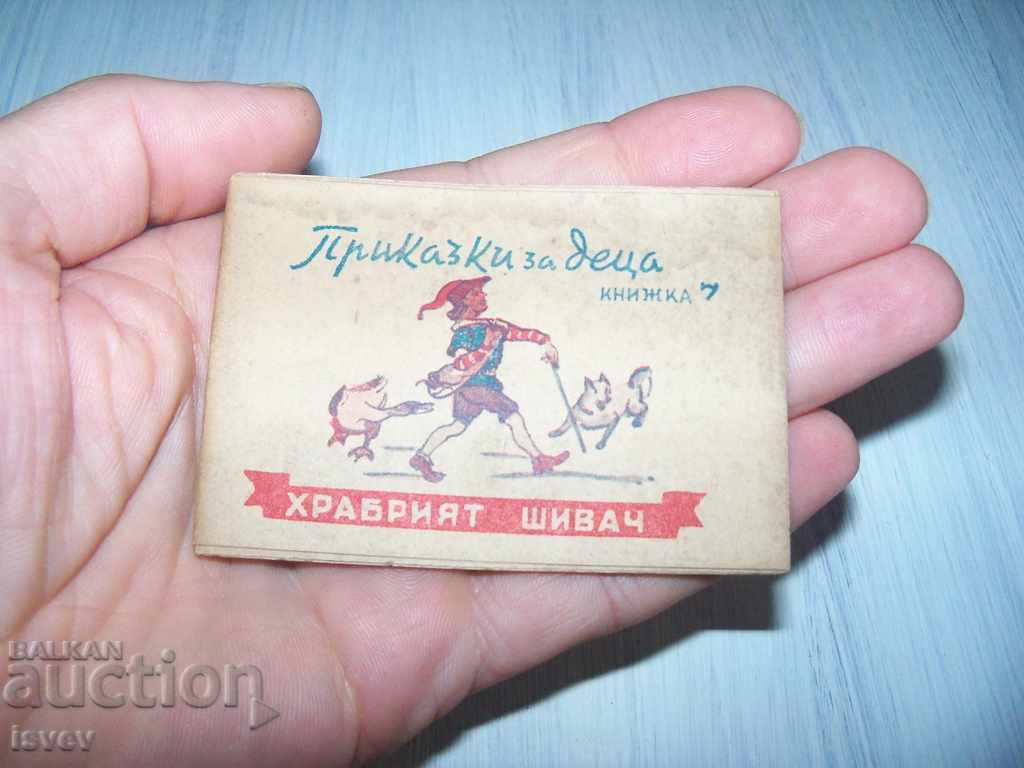 Приказки за деца
КНИЖКА 7
ХРАБРИЯТ ШИВАЧ
BALKAN
auction
isvev